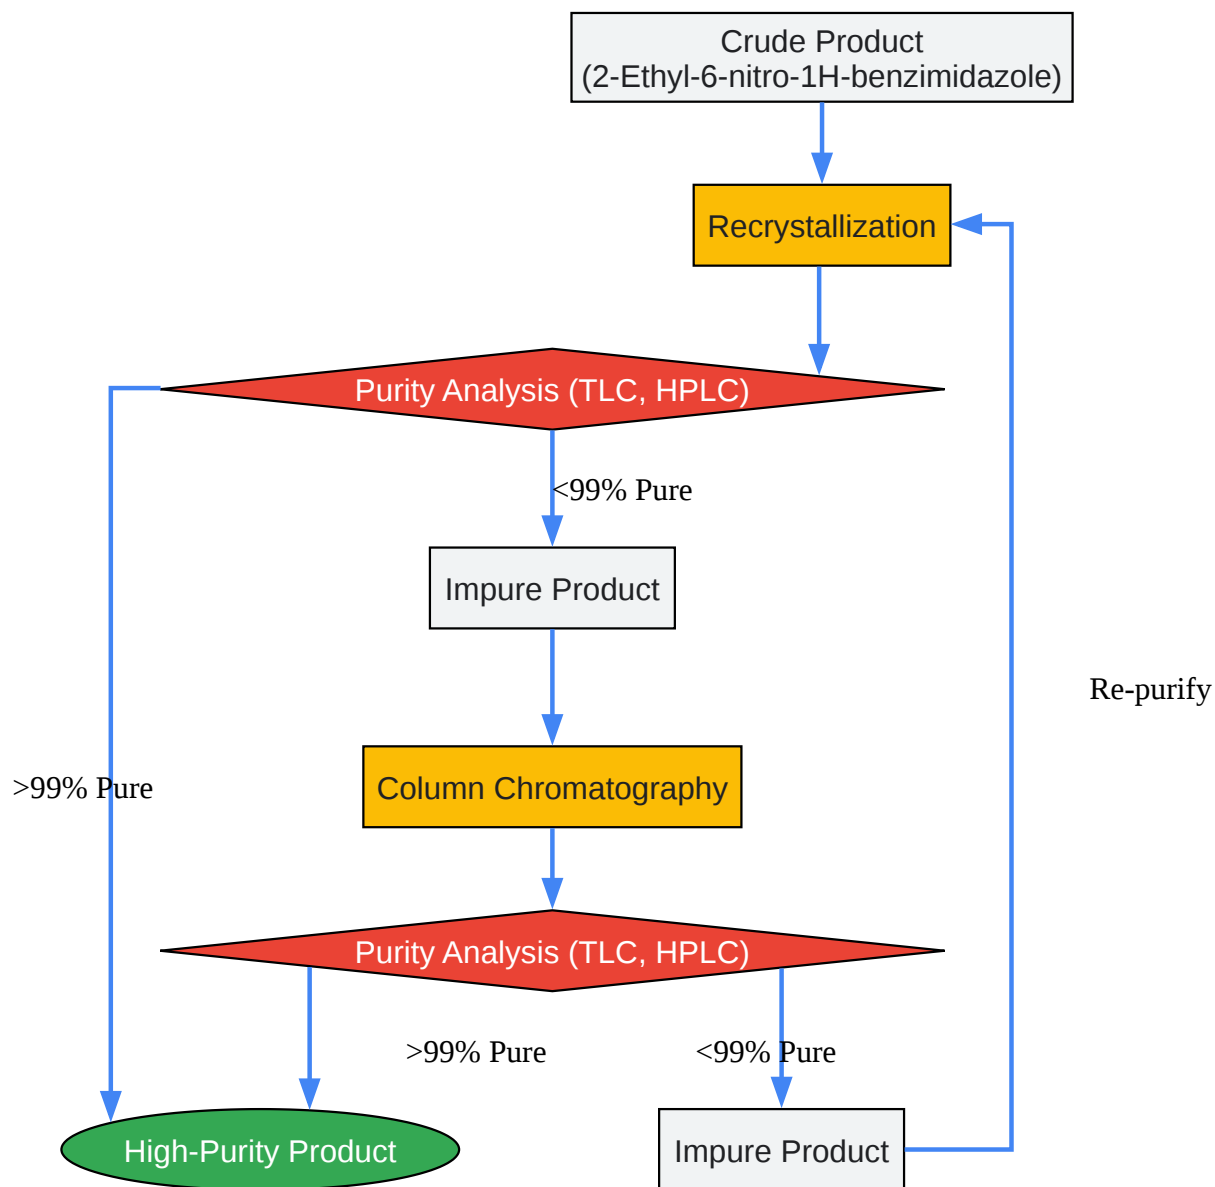 Crude Product
(2-Ethyl-6-nitro-1H-benzimidazole)
Recrystallization
Purity Analysis (TLC, HPLC)
<99% Pure
Impure Product
Re-purify
>99% Pure
Column Chromatography
Purity Analysis (TLC, HPLC)
>99% Pure
<99% Pure
High-Purity Product
Impure Product